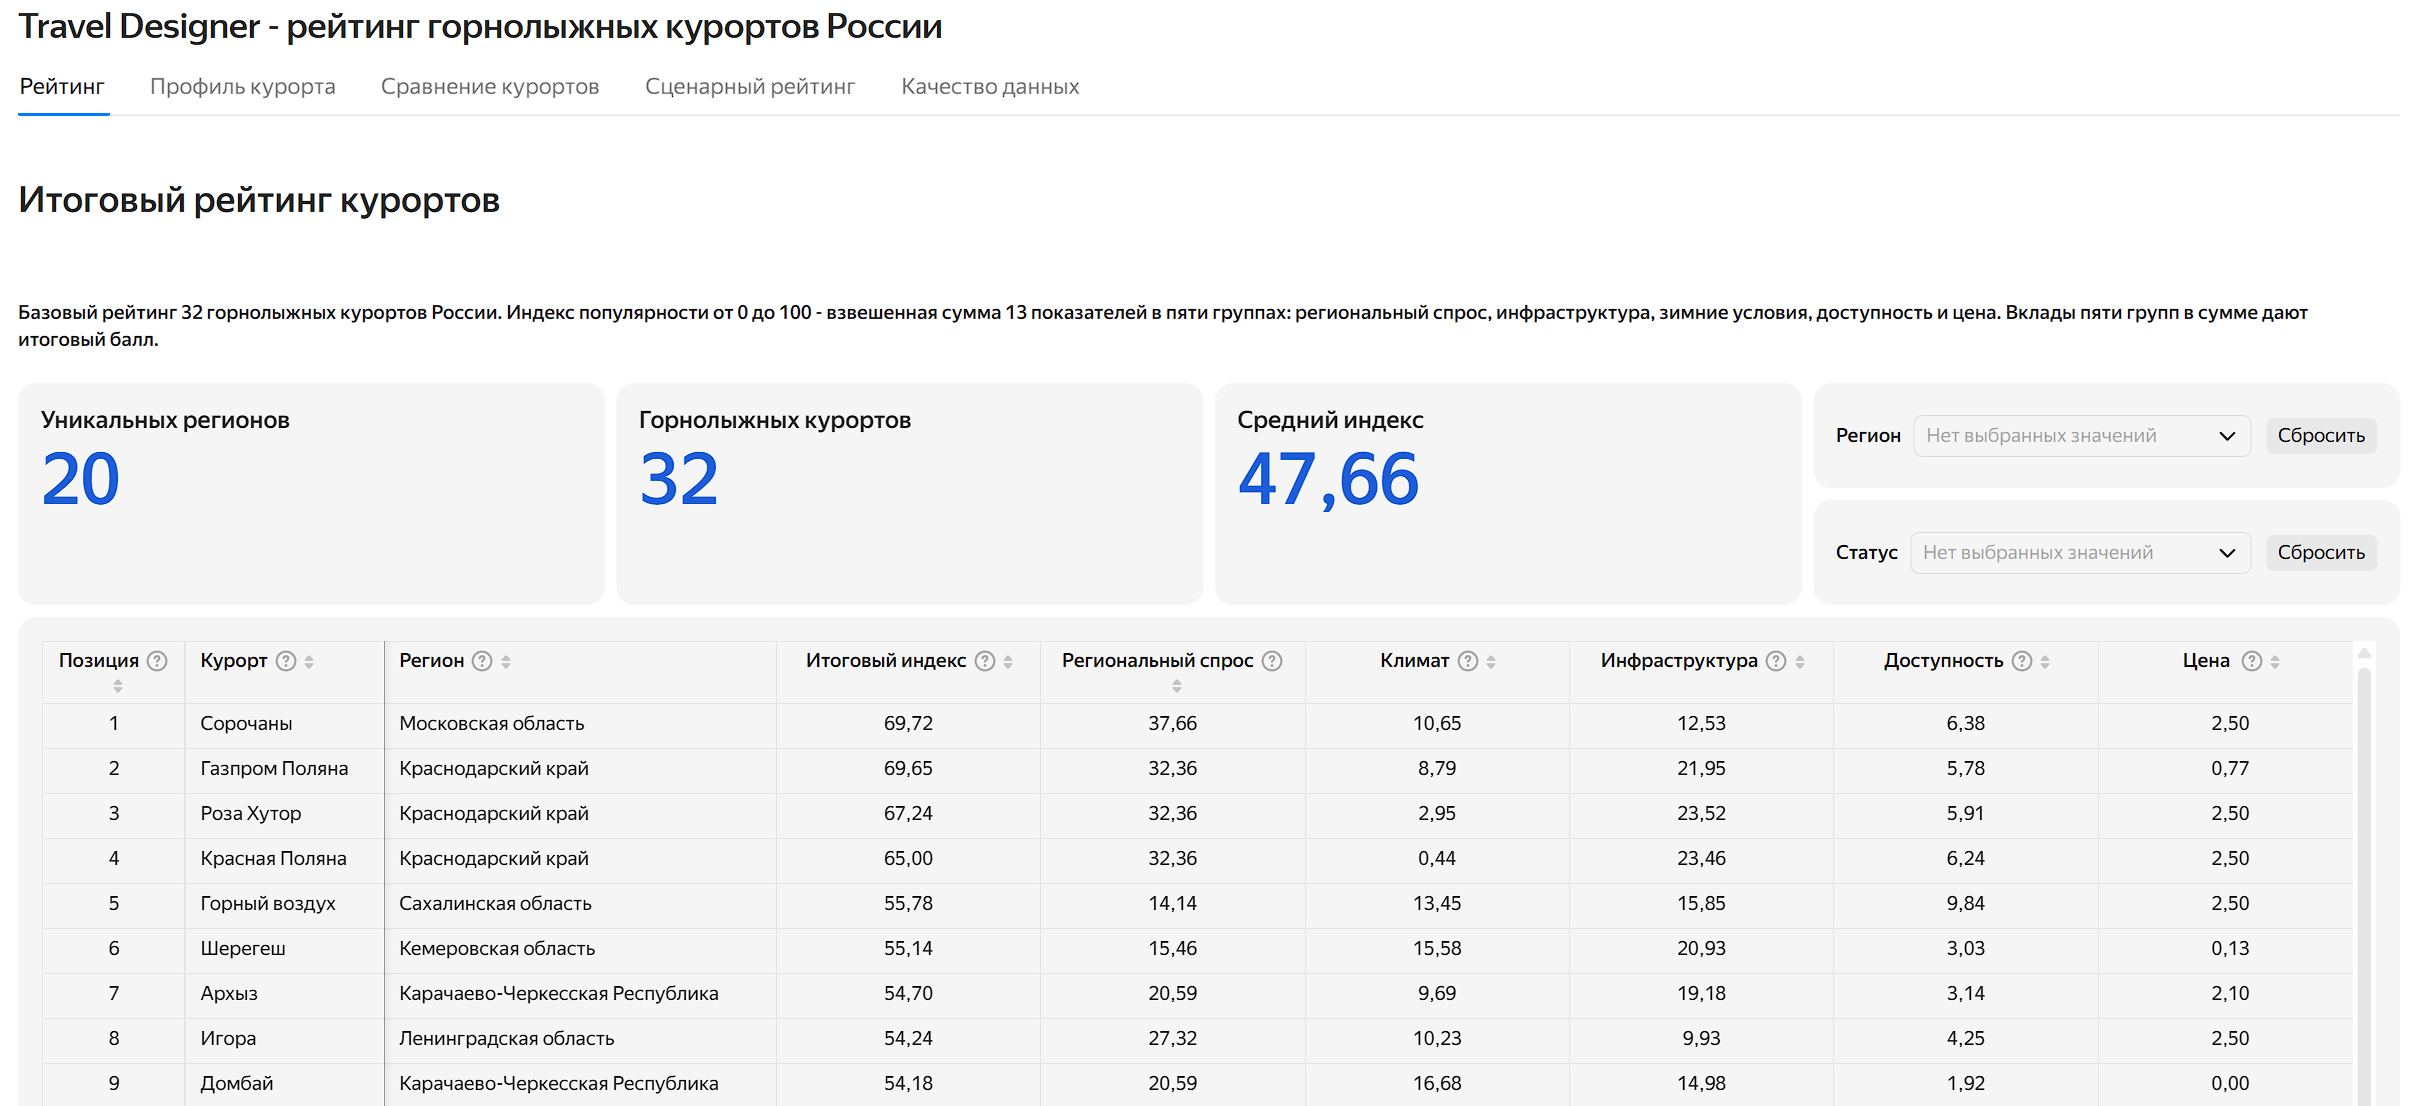 Travel Designer - рейтинг горнолыжных курортов России
Рейтинг Профиль курорта Сравнение курортов Сценарный рейтинг Качество данных
Итоговый рейтинг курортов
Базовый рейтинг 32 горнолыжных курортов России. Индекс популярности от 0 до 100 - взвешенная сумма 13 показателей в пяти группах: региональный спрос, инфраструктура, зимние условия, доступность и цена. Вклады пяти групп в сумме дают
итоговый балл.
Уникальных регионов
20
Горнолыжных курортов
32
Средний индекс
47,66
Регион Нет выбранных значений Сбросить
Статус Нет выбранных значений Сбросить
Позиция Курорт Регион Итоговый индекс Региональный спрос Климат Инфраструктура Доступность Цена
1 Сорочаны Московская область 69,72 37,66 10,65 12,53 6,38 2,50
2 Газпром Поляна Краснодарский край 69,65 32,36 8,79 21,95 5,78 0,77
3 Роза Хутор Краснодарский край 67,24 32,36 2,95 23,52 5,91 2,50
4 Красная Поляна Краснодарский край 65,00 32,36 0,44 23,46 6,24 2,50
5 Горный воздух Сахалинская область 55,78 14,14 13,45 15,85 9,84 2,50
6 Шерегеш Кемеровская область 55,14 15,46 15,58 20,93 3,03 0,13
7 Архыз Карачаево-Черкесская Республика 54,70 20,59 9,69 19,18 3,14 2,10
8 Игора Ленинградская область 54,24 27,32 10,23 9,93 4,25 2,50
9 Домбай Карачаево-Черкесская Республика 54,18 20,59 16,68 14,98 1,92 0,00